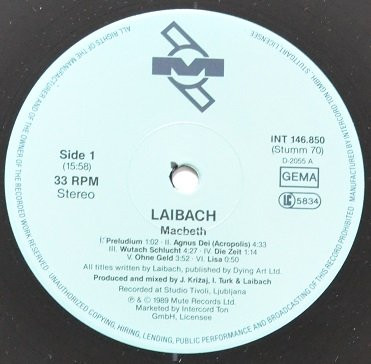 ALL RIGHTS OF THE MANUFACTURER AND OF THE OWNER OF THE RECORDED WORK RESERVED. UNAUTHORIZED COPYING, HIRING, LENDING, PUBLIC PERFORMANCE AND BROADCASTING OF THIS RECORD PROHIBITED. MANUFACTURED BY INTERCORD TON GMBH, STUTTGART LICENSEE
M
Side 1
(15:58)
33 RPM
Stereo
INT 146.850
(Stumm 70)
D-2055 A
GEMA
LC 5834
LAIBACH
Macbeth
I. Preludium 1:02 - II. Agnus Dei (Acropolis) 4:33
III. Wutach Schlucht 4:27 - IV. Die Zeit 1:14
V. Ohne Geld 3:52 - VI. Lisa 0:50
All titles written by Laibach, published by Dying Art Ltd.
Produced and mixed by J. Križaj, I. Turk & Laibach
Recorded at Studio Tivoli, Ljubljana
℗ & © 1989 Mute Records Ltd.
Marketed by Intercord Ton
GmbH, Licensee